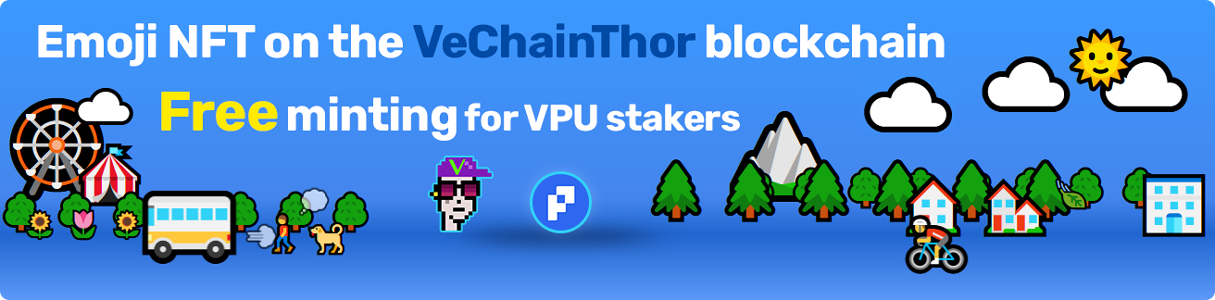 Emoji NFT on the VeChainThor blockchain
Free minting for VPU stakers
V
P